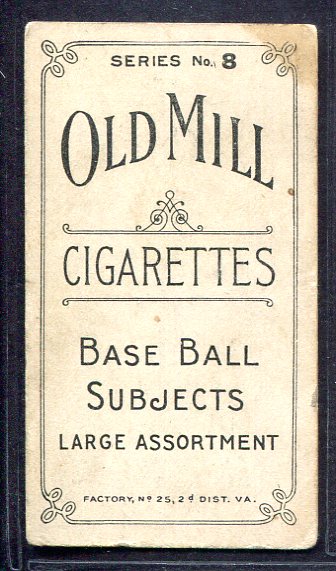 SERIES No. 8
OLD MILL
CIGARETTES
BASE BALL
SUBJECTS
LARGE ASSORTMENT
FACTORY, Nº 25, 2d DIST. VA.